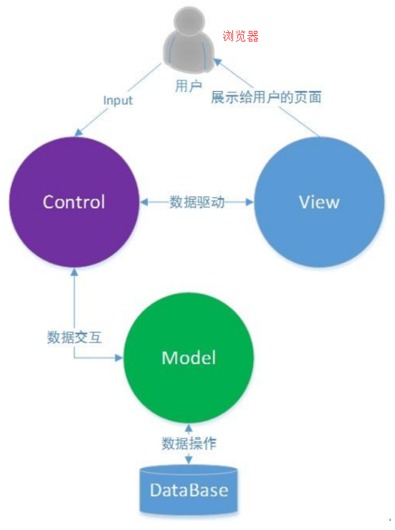 浏览器
用户
Input
展示给用户的页面
Control
数据驱动
View
数据交互
Model
数据操作
DataBase